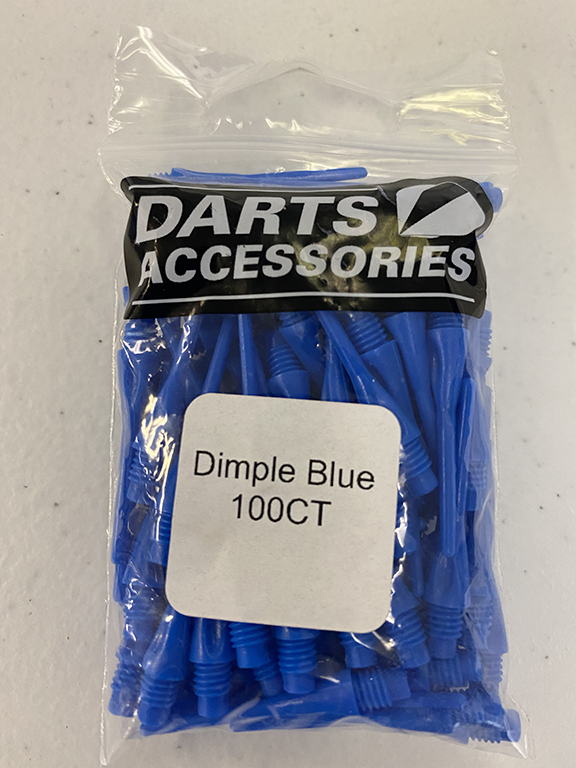 DARTS
ACCESSORIES
Dimple Blue
100CT